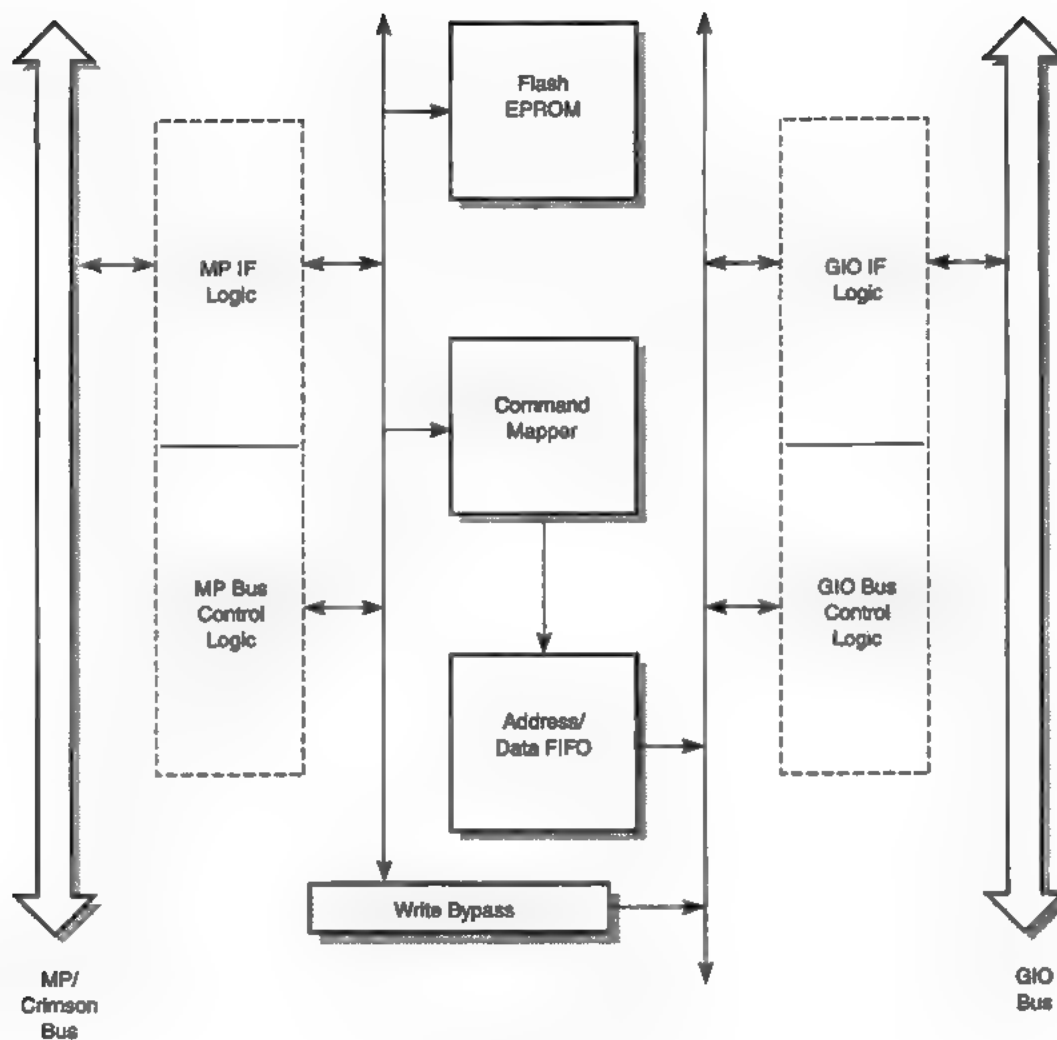 Flash
EPROM
MP IF
Logic
GIO IF
Logic
Command
Mapper
MP Bus
Control
Logic
GIO Bus
Control
Logic
Address/
Data FIFO
Write Bypass
MP/
Crimson
Bus
GIO
Bus